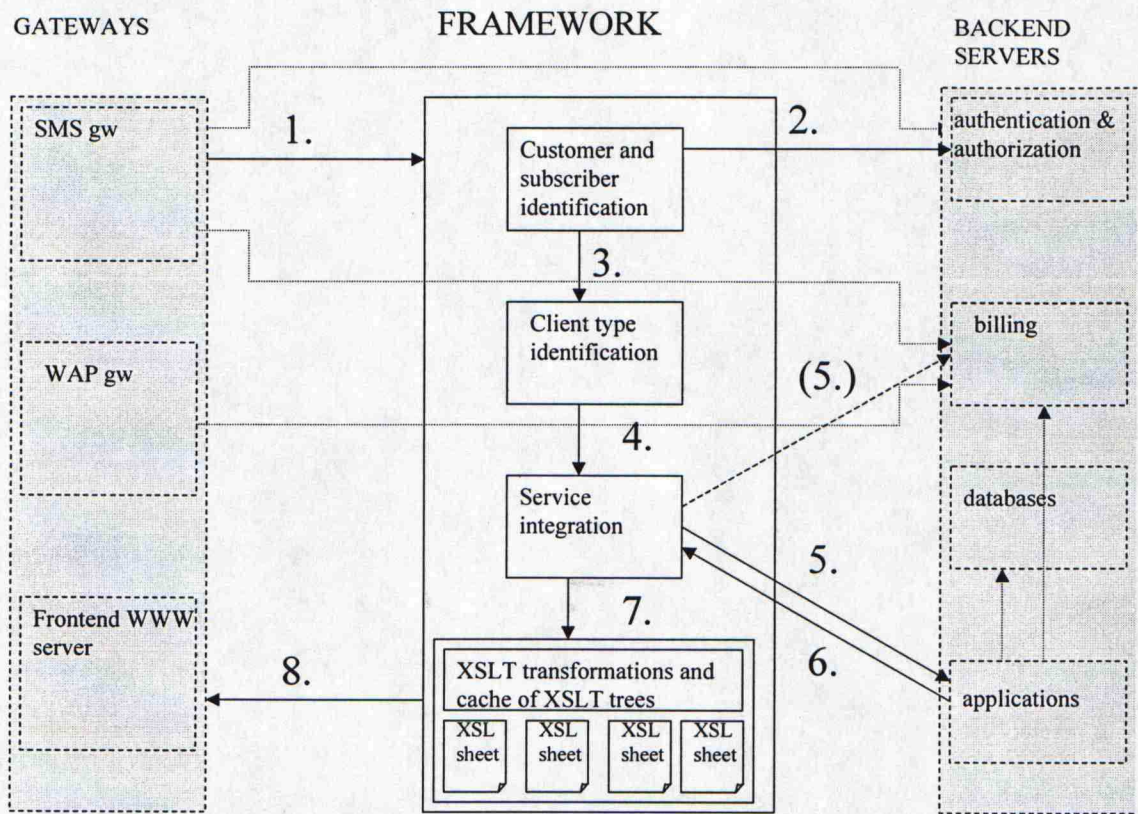 GATEWAYS
FRAMEWORK
BACKEND
SERVERS
SMS gw
1.
Customer and
subscriber
identification
2.
authentication &
authorization
3.
Client type
identification
billing
WAP gw
(5.)
4.
Service
integration
databases
5.
Frontend WWW
server
7.
6.
XSLT transformations and
cache of XSLT trees
8.
applications
XSL
sheet
XSL
sheet
XSL
sheet
XSL
sheet